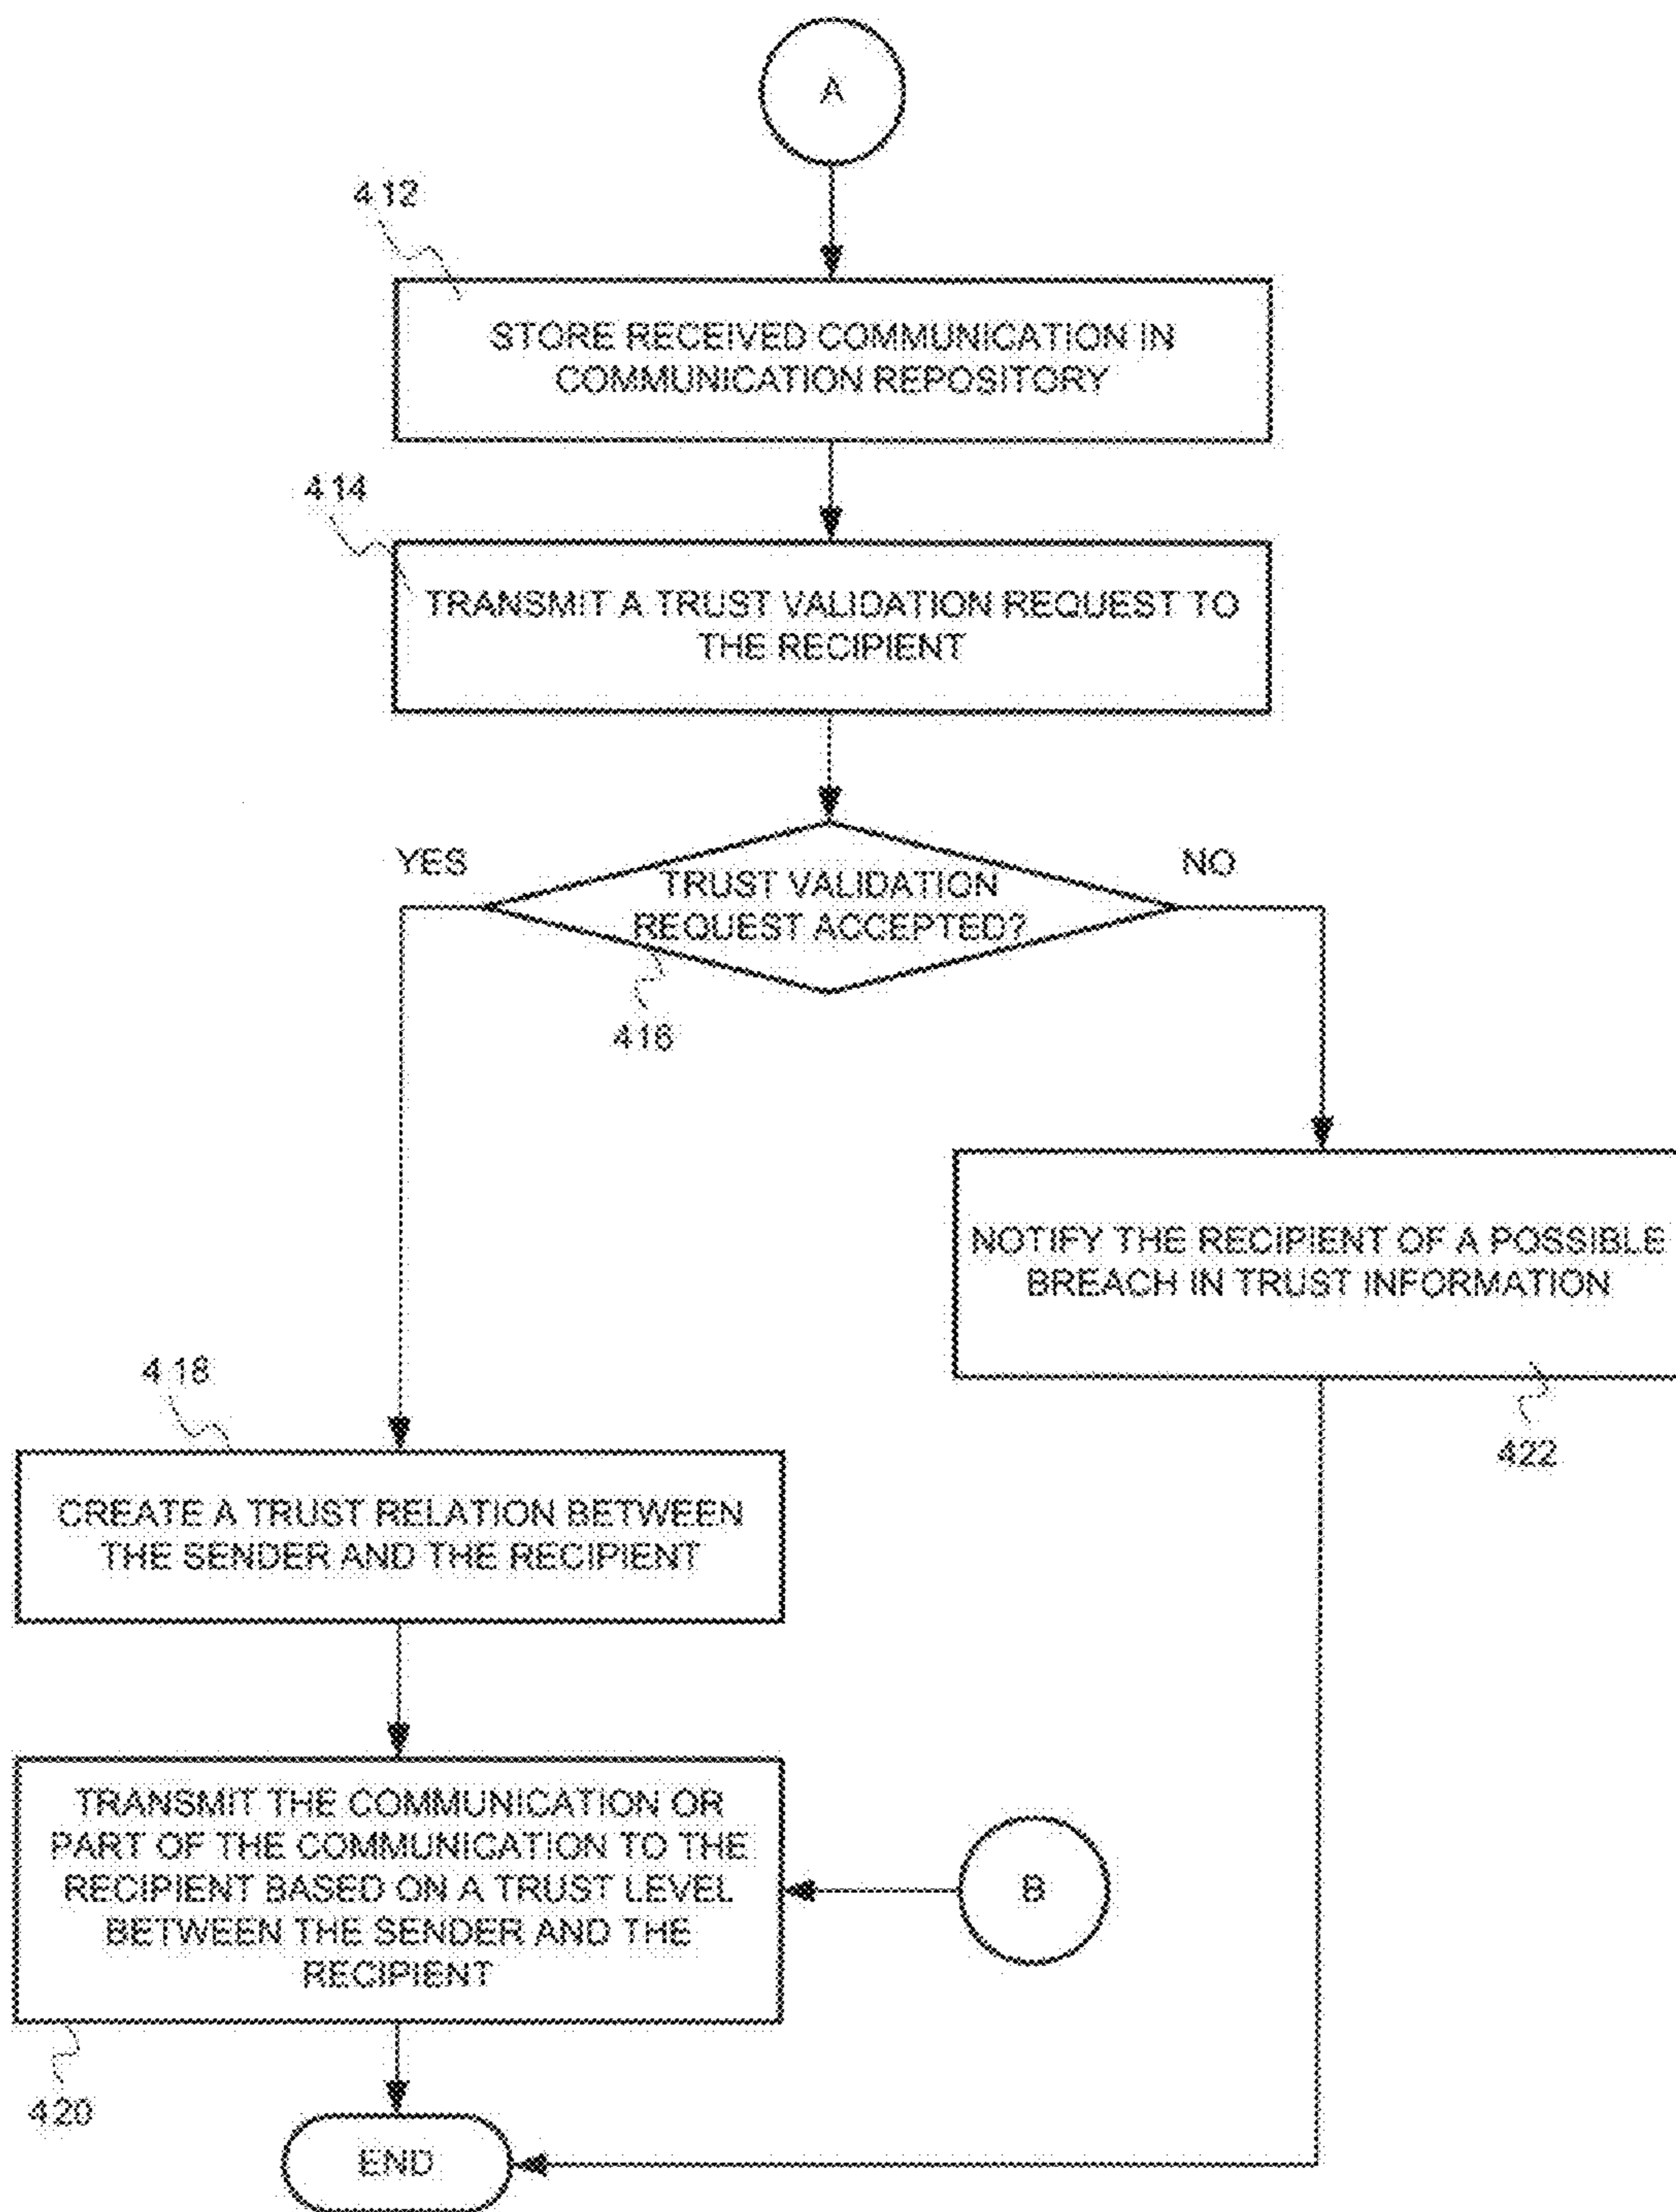 A
412
STORE RECEIVED COMMUNICATION IN
COMMUNICATION REPOSITORY
414
TRANSMIT A TRUST VALIDATION REQUEST TO
THE RECIPIENT
YES
NO
TRUST VALIDATION
REQUEST ACCEPTED?
416
NOTIFY THE RECIPIENT OF A POSSIBLE
BREACH IN TRUST INFORMATION
422
418
CREATE A TRUST RELATION BETWEEN
THE SENDER AND THE RECIPIENT
TRANSMIT THE COMMUNICATION OR
PART OF THE COMMUNICATION TO THE
RECIPIENT BASED ON A TRUST LEVEL
BETWEEN THE SENDER AND THE
RECIPIENT
B
420
END